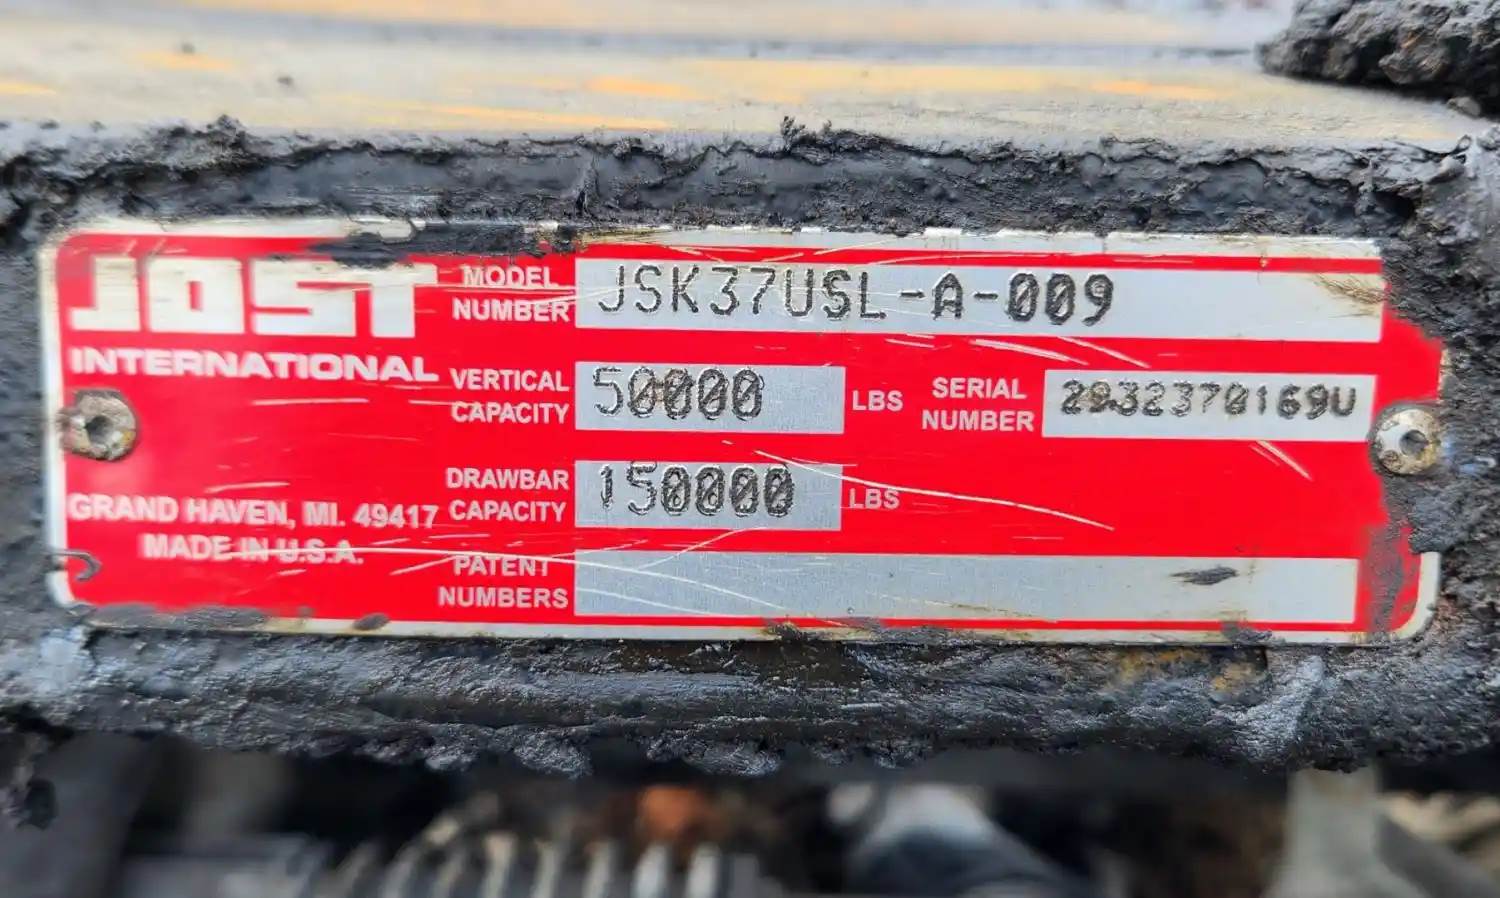 JOST
INTERNATIONAL
GRAND HAVEN, MI. 49417
MADE IN U.S.A.
MODEL NUMBER JSK37USL-A-009
VERTICAL CAPACITY 50000 LBS
SERIAL NUMBER 2932370169U
DRAWBAR CAPACITY 150000 LBS
PATENT NUMBERS